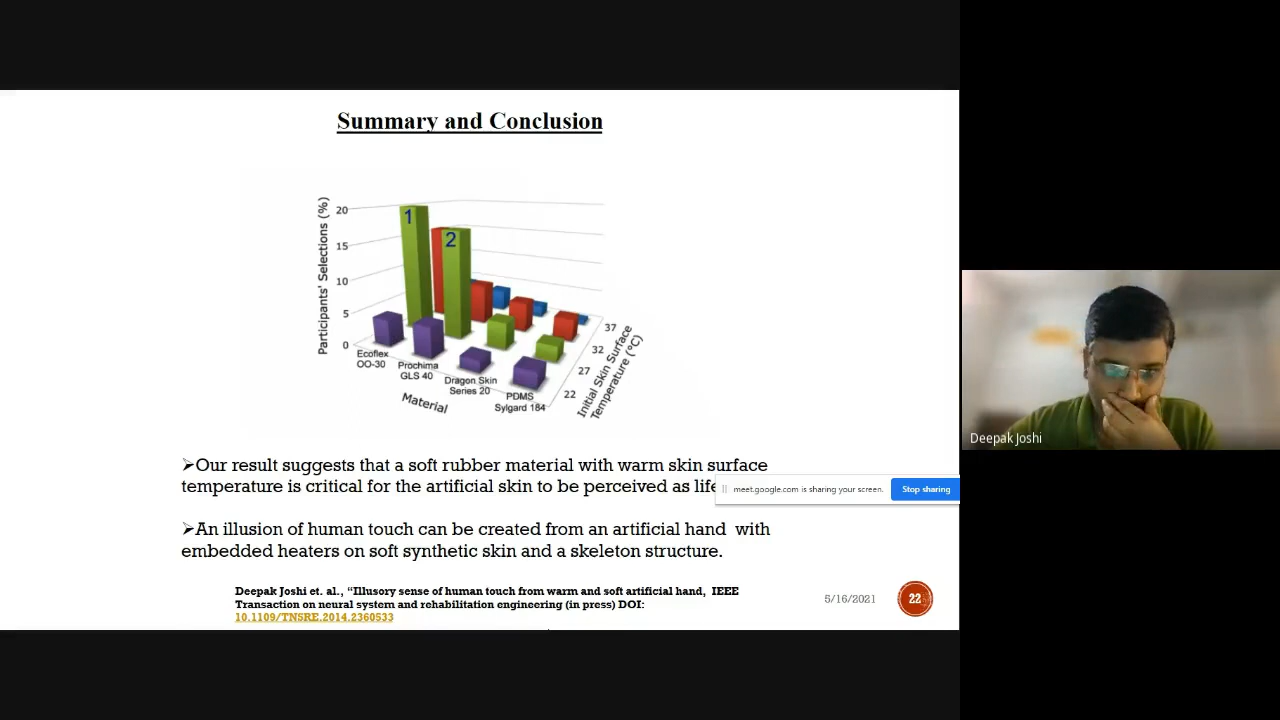 Summary and Conclusion
Participants' Selections (%)
20
15
10
5
0
1
2
Ecoflex
OO-30
Prochima
GLS 40
Dragon Skin
Series 20
PDMS
Sylgard 184
Material
22
27
32
37
Initial Skin Surface
Temperature (°C)
➢Our result suggests that a soft rubber material with warm skin surface
temperature is critical for the artificial skin to be perceived as life
meet.google.com is sharing your screen.
Stop sharing
➢An illusion of human touch can be created from an artificial hand with
embedded heaters on soft synthetic skin and a skeleton structure.
Deepak Joshi et. al., “Illusory sense of human touch from warm and soft artificial hand, IEEE
Transaction on neural system and rehabilitation engineering (in press) DOI:
10.1109/TNSRE.2014.2360533
5/16/2021
22
Deepak Joshi